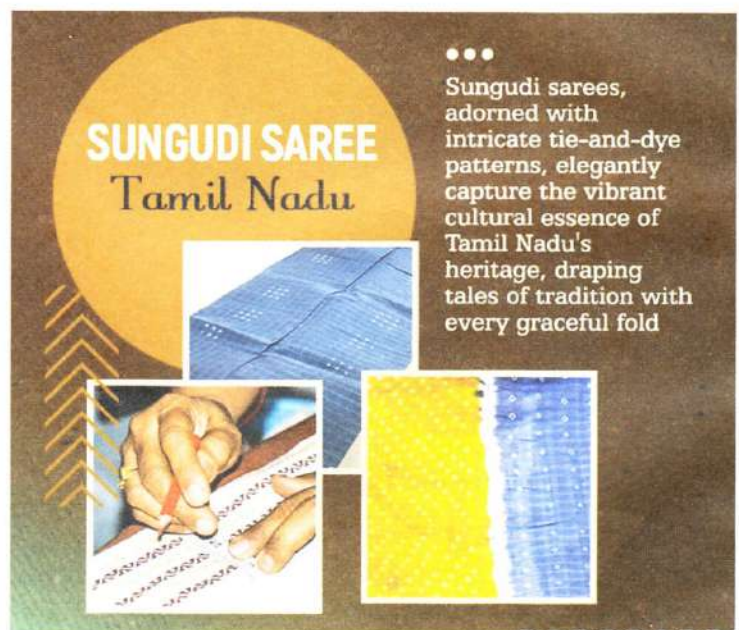 SUNGUDI SAREE
Tamil Nadu
Sungudi sarees,
adorned with
intricate tie-and-dye
patterns, elegantly
capture the vibrant
cultural essence of
Tamil Nadu's
heritage, draping
tales of tradition with
every graceful fold